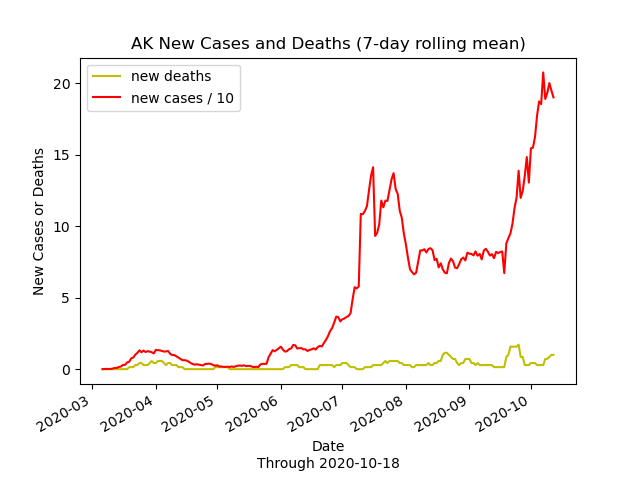 AK New Cases and Deaths (7-day rolling mean)
new deaths
new cases / 10
20
15
10
5
0
New Cases or Deaths
2020-03
2020-04
2020-05
2020-06
2020-07
2020-08
2020-09
2020-10
Date
Through 2020-10-18